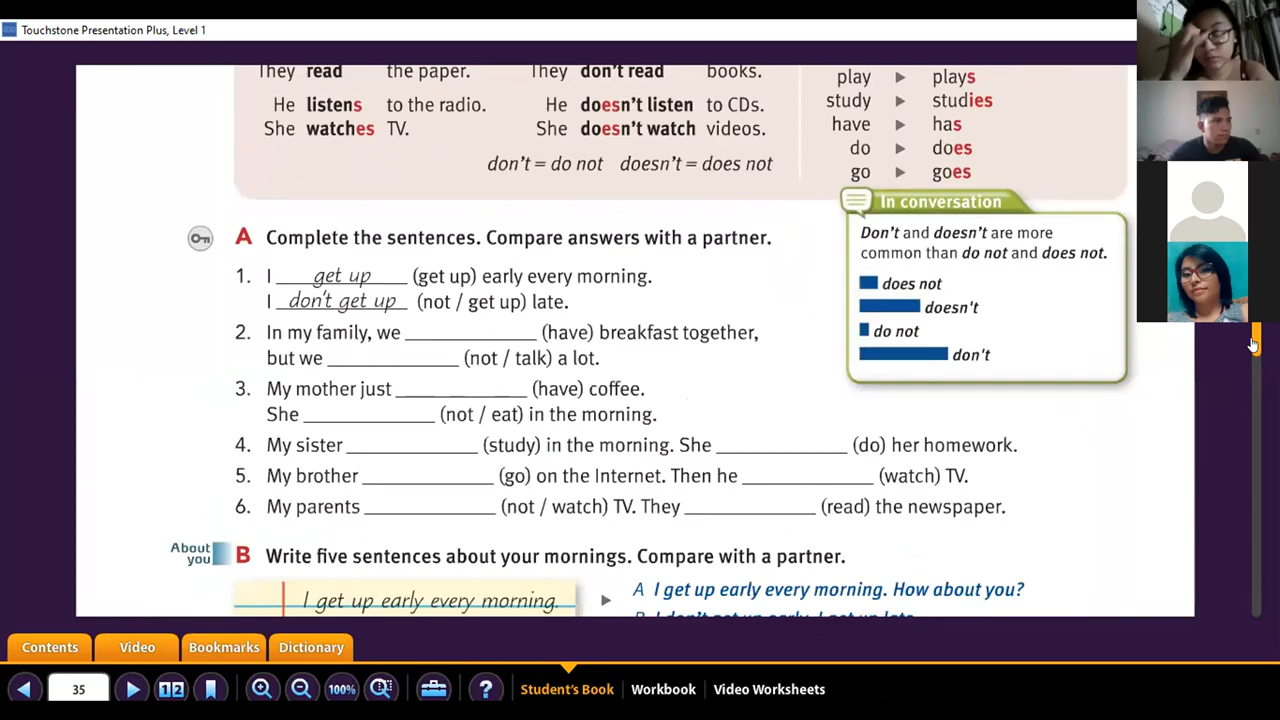 Touchstone Presentation Plus, Level 1
They read the paper. They don't read books.
He listens to the radio. He doesn't listen to CDs.
She watches TV. She doesn't watch videos.
don't = do not doesn't = does not
play ▶ plays
study ▶ studies
have ▶ has
do ▶ does
go ▶ goes
In conversation
Don't and doesn't are more
common than do not and does not.
does not
doesn't
do not
don't
A Complete the sentences. Compare answers with a partner.
1. I get up (get up) early every morning.
I don't get up (not / get up) late.
2. In my family, we ____________ (have) breakfast together,
but we ____________ (not / talk) a lot.
3. My mother just ____________ (have) coffee.
She ____________ (not / eat) in the morning.
4. My sister ____________ (study) in the morning. She ____________ (do) her homework.
5. My brother ____________ (go) on the Internet. Then he ____________ (watch) TV.
6. My parents ____________ (not / watch) TV. They ____________ (read) the newspaper.
About
you
B Write five sentences about your mornings. Compare with a partner.
I get up early every morning.
A I get up early every morning. How about you?
B I don't get up early. I get up late.
Contents Video Bookmarks Dictionary
35 12 100% ? Student's Book Workbook Video Worksheets